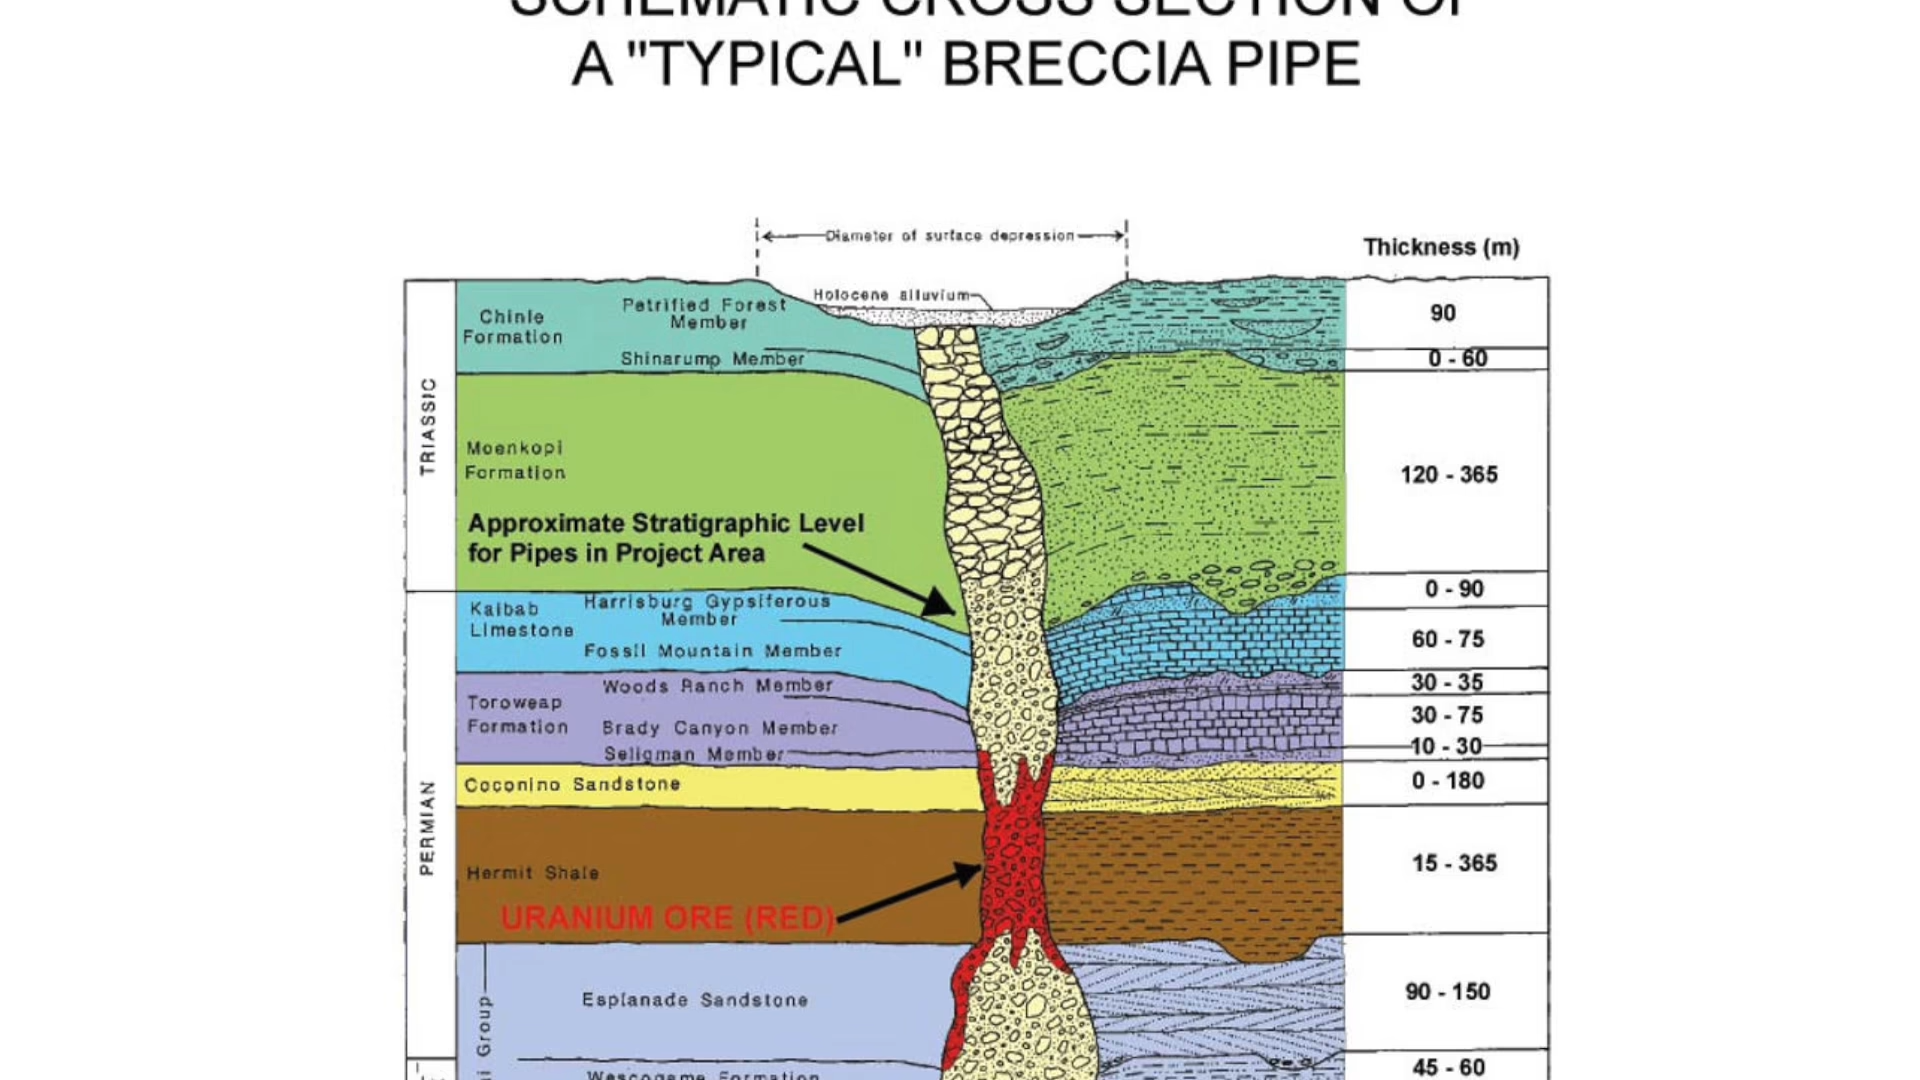 SCHEMATIC CROSS SECTION OF
A "TYPICAL" BRECCIA PIPE
Diameter of surface depression
Thickness (m)
Holocene alluvium
TRIASSIC
Chinle
Formation
Petrified Forest
Member
Shinarump Member
90
0 - 60
Moenkopi
Formation
120 - 365
Approximate Stratigraphic Level
for Pipes in Project Area
PERMIAN
Kaibab
Limestone
Harrisburg Gypsiferous
Member
Fossil Mountain Member
0 - 90
60 - 75
Toroweap
Formation
Woods Ranch Member
Brady Canyon Member
Seligman Member
30 - 35
30 - 75
10 - 30
Coconino Sandstone
0 - 180
Hermit Shale
15 - 365
URANIUM ORE (RED)
Group
Esplanade Sandstone
90 - 150
Wescogame Formation
45 - 60